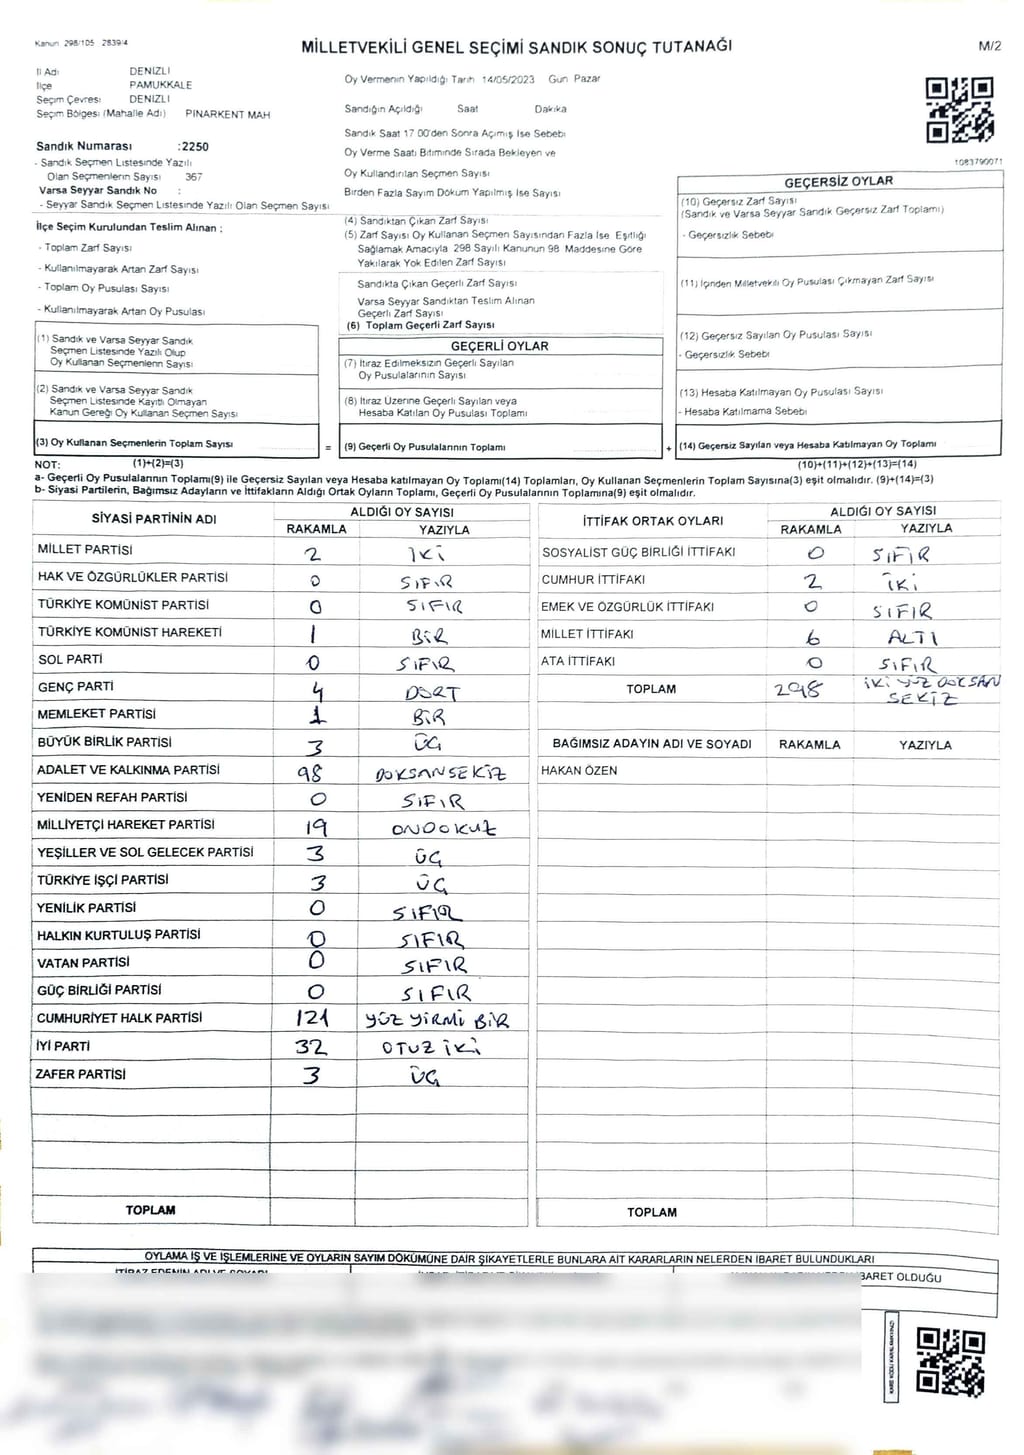 Kanun 298/105 2839/4
MİLLETVEKİLİ GENEL SEÇİMİ SANDIK SONUÇ TUTANAĞI
M/2
İl Adı DENİZLİ
İlçe PAMUKKALE
Seçim Çevresi DENİZLİ
Seçim Bölgesi (Mahalle Adı) PINARKENT MAH
Sandık Numarası :2250
- Sandık Seçmen Listesinde Yazılı
Olan Seçmenlerin Sayısı 367
Varsa Seyyar Sandık No :
- Seyyar Sandık Seçmen Listesinde Yazılı Olan Seçmen Sayısı
İlçe Seçim Kurulundan Teslim Alınan ;
- Toplam Zarf Sayısı
- Kullanılmayarak Artan Zarf Sayısı
- Toplam Oy Pusulası Sayısı
- Kullanılmayarak Artan Oy Pusulası
Oy Vermenin Yapıldığı Tarih 14/05/2023 Gün Pazar
Sandığın Açıldığı Saat Dakika
Sandık Saat 17 00'den Sonra Açımış İse Sebebi
Oy Verme Saati Bitiminde Sırada Bekleyen ve
Oy Kullandırılan Seçmen Sayısı
Birden Fazla Sayım Döküm Yapılmış İse Sayısı
(4) Sandıktan Çıkan Zarf Sayısı
(5) Zarf Sayısı Oy Kullanan Seçmen Sayısından Fazla İse Eşitliği
Sağlamak Amacıyla 298 Sayılı Kanunun 98 Maddesine Göre
Yakılarak Yok Edilen Zarf Sayısı
Sandıkta Çıkan Geçerli Zarf Sayısı
Varsa Seyyar Sandıktan Teslim Alınan
Geçerli Zarf Sayısı
(6) Toplam Geçerli Zarf Sayısı
1083790071
GEÇERSİZ OYLAR
(10) Geçersiz Zarf Sayısı
(Sandık ve Varsa Seyyar Sandık Geçersiz Zarf Toplamı)
- Geçersizlik Sebebi
(11) İçinden Milletvekili Oy Pusulası Çıkmayan Zarf Sayısı
(12) Geçersiz Sayılan Oy Pusulası Sayısı
- Geçersizlik Sebebi
(13) Hesaba Katılmayan Oy Pusulası Sayısı
- Hesaba Katılmama Sebebi
(1) Sandık ve Varsa Seyyar Sandık
Seçmen Listesinde Yazılı Olup
Oy Kullanan Seçmenlerin Sayısı
(2) Sandık ve Varsa Seyyar Sandık
Seçmen Listesinde Kayıtlı Olmayan
Kanun Gereği Oy Kullanan Seçmen Sayısı
GEÇERLİ OYLAR
(7) İtiraz Edilmeksizin Geçerli Sayılan
Oy Pusulalarının Sayısı
(8) İtiraz Üzerine Geçerli Sayılan veya
Hesaba Katılan Oy Pusulası Toplamı
(3) Oy Kullanan Seçmenlerin Toplam Sayısı = (9) Geçerli Oy Pusulalarının Toplamı + (14) Geçersiz Sayılan veya Hesaba Katılmayan Oy Toplamı
NOT: (1)+(2)=(3) (10)+(11)+(12)+(13)=(14)
a- Geçerli Oy Pusulalarının Toplamı(9) ile Geçersiz Sayılan veya Hesaba katılmayan Oy Toplamı(14) Toplamları, Oy Kullanan Seçmenlerin Toplam Sayısına(3) eşit olmalıdır. (9)+(14)=(3)
b- Siyasi Partilerin, Bağımsız Adayların ve İttifakların Aldığı Ortak Oyların Toplamı, Geçerli Oy Pusulalarının Toplamına(9) eşit olmalıdır.
SİYASİ PARTİNİN ADI ALDIĞI OY SAYISI
RAKAMLA YAZIYLA
MİLLET PARTİSİ 2 İKİ
HAK VE ÖZGÜRLÜKLER PARTİSİ 0 SIFIR
TÜRKİYE KOMÜNİST PARTİSİ 0 SIFIR
TÜRKİYE KOMÜNİST HAREKETİ 1 BİR
SOL PARTİ 0 SIFIR
GENÇ PARTİ 4 DÖRT
MEMLEKET PARTİSİ 1 BİR
BÜYÜK BİRLİK PARTİSİ 3 ÜÇ
ADALET VE KALKINMA PARTİSİ 98 DOKSANSEKİZ
YENİDEN REFAH PARTİSİ 0 SIFIR
MİLLİYETÇİ HAREKET PARTİSİ 19 ONDOKUZ
YEŞİLLER VE SOL GELECEK PARTİSİ 3 ÜÇ
TÜRKİYE İŞÇİ PARTİSİ 3 ÜÇ
YENİLİK PARTİSİ 0 SIFIR
HALKIN KURTULUŞ PARTİSİ 0 SIFIR
VATAN PARTİSİ 0 SIFIR
GÜÇ BİRLİĞİ PARTİSİ 0 SIFIR
CUMHURİYET HALK PARTİSİ 121 YÜZ YİRMİ BİR
İYİ PARTİ 32 OTUZ İKİ
ZAFER PARTİSİ 3 ÜÇ
TOPLAM
İTTİFAK ORTAK OYLARI ALDIĞI OY SAYISI
RAKAMLA YAZIYLA
SOSYALİST GÜÇ BİRLİĞİ İTTİFAKI 0 SIFIR
CUMHUR İTTİFAKI 2 İKİ
EMEK VE ÖZGÜRLÜK İTTİFAKI 0 SIFIR
MİLLET İTTİFAKI 6 ALTI
ATA İTTİFAKI 0 SIFIR
TOPLAM 298 İKİ YÜZ DOKSAN
SEKİZ
BAĞIMSIZ ADAYIN ADI VE SOYADI RAKAMLA YAZIYLA
HAKAN ÖZEN
TOPLAM
OYLAMA İŞ VE İŞLEMLERİNE VE OYLARIN SAYIM DÖKÜMÜNE DAİR ŞİKAYETLERLE BUNLARA AİT KARARLARIN NELERDEN İBARET BULUNDUKLARI
İBARET OLDUĞU